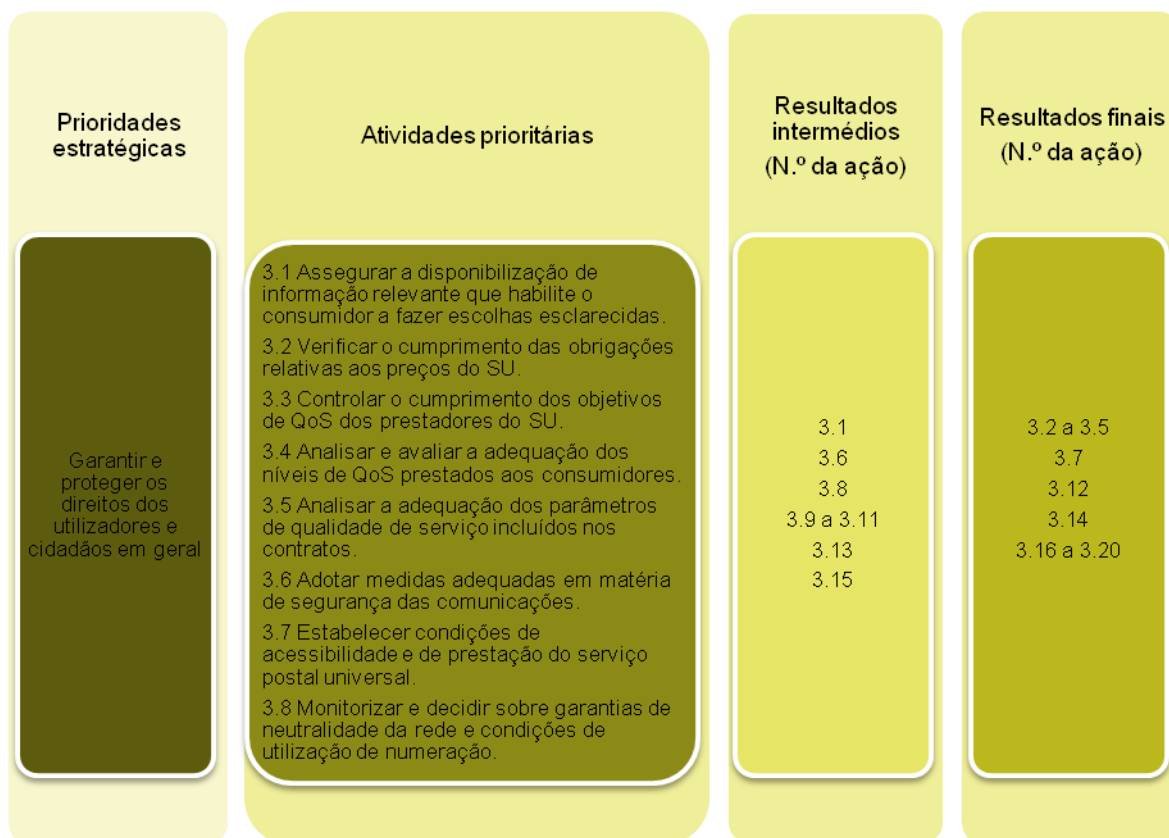 Prioridades
estratégicas
Atividades prioritárias
Resultados
intermédios
(N.º da ação)
Resultados finais
(N.º da ação)
Garantir e
proteger os
direitos dos
utilizadores e
cidadãos em geral
3.1 Assegurar a disponibilização de
informação relevante que habilite o
consumidor a fazer escolhas esclarecidas.
3.2 Verificar o cumprimento das obrigações
relativas aos preços do SU.
3.3 Controlar o cumprimento dos objetivos
de QoS dos prestadores do SU.
3.4 Analisar e avaliar a adequação dos
níveis de QoS prestados aos consumidores.
3.5 Analisar a adequação dos parâmetros
de qualidade de serviço incluídos nos
contratos.
3.6 Adotar medidas adequadas em matéria
de segurança das comunicações.
3.7 Estabelecer condições de
acessibilidade e de prestação do serviço
postal universal.
3.8 Monitorizar e decidir sobre garantias de
neutralidade da rede e condições de
utilização de numeração.
3.1
3.6
3.8
3.9 a 3.11
3.13
3.15
3.2 a 3.5
3.7
3.12
3.14
3.16 a 3.20